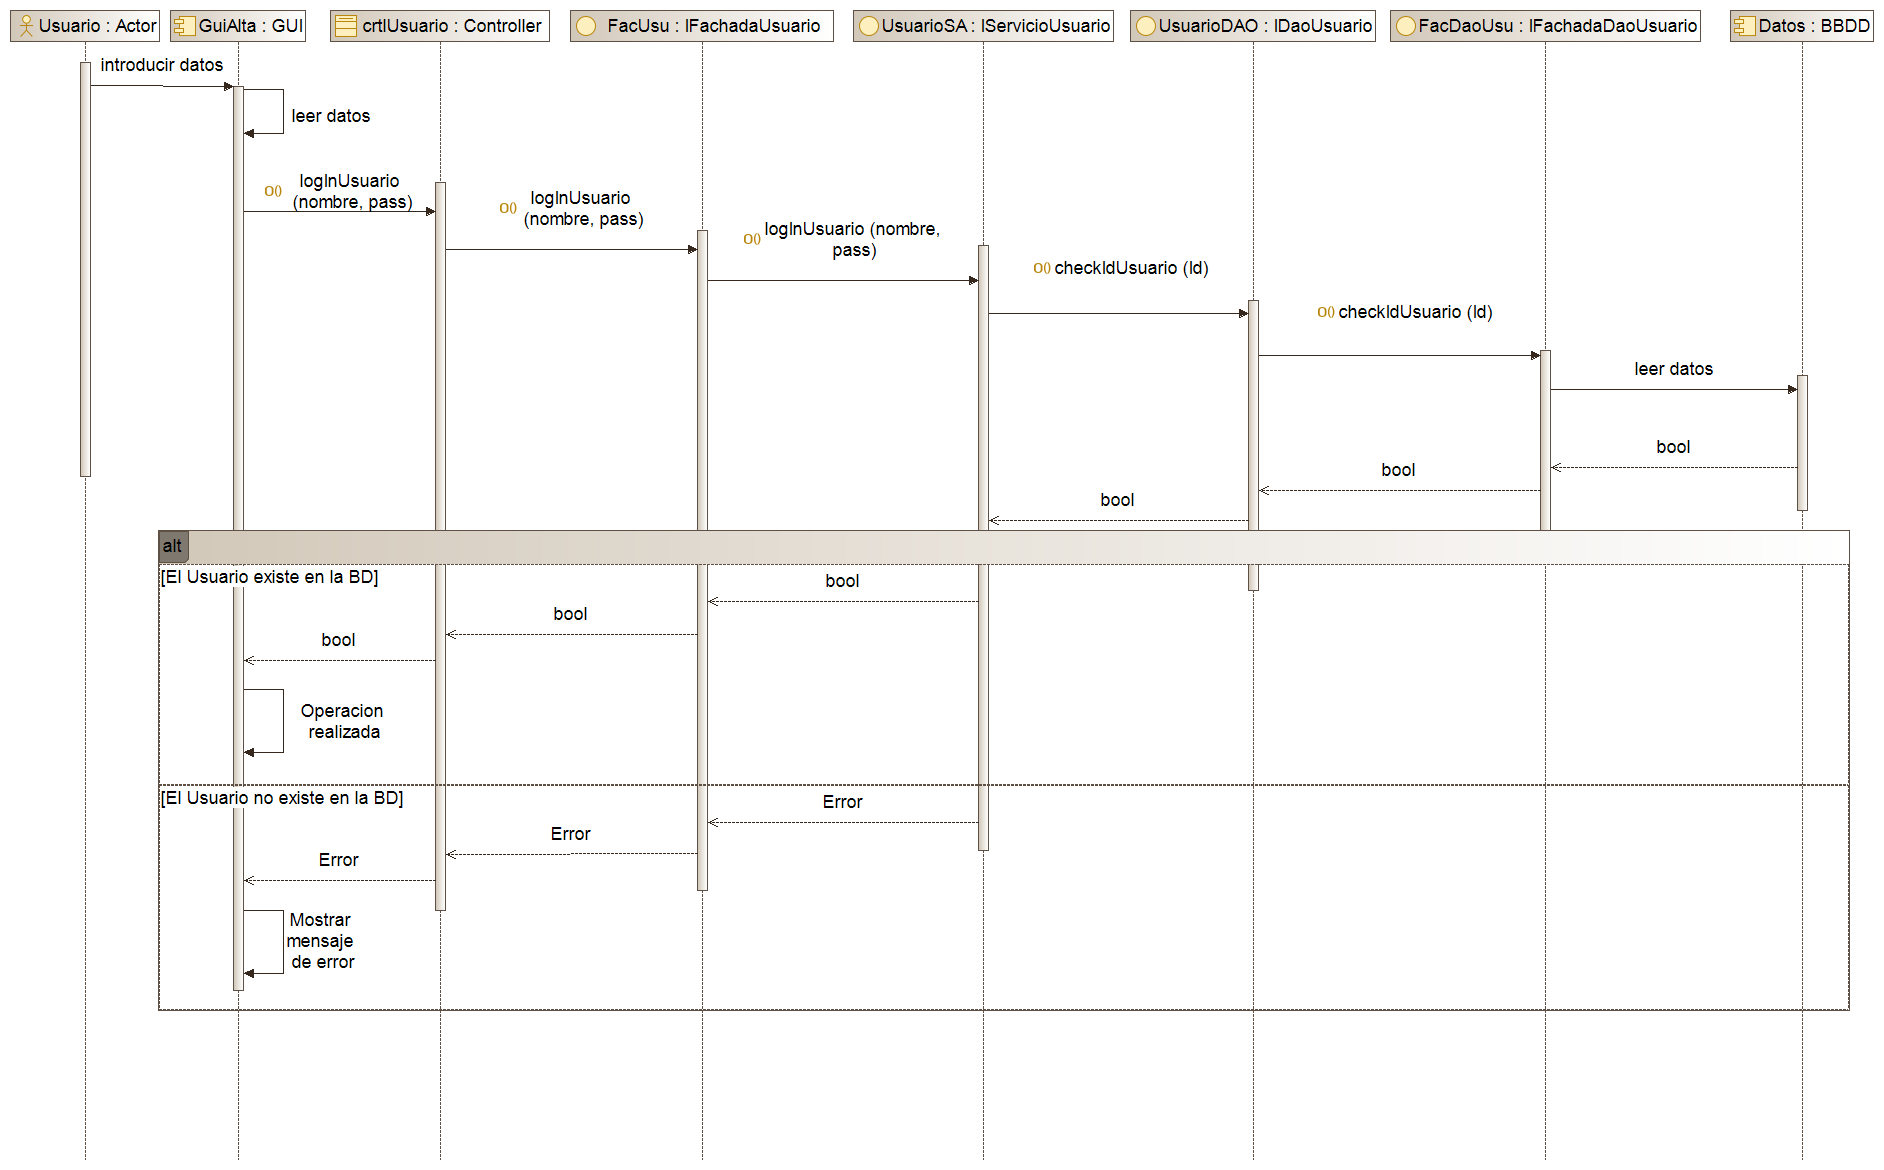 Usuario : Actor
GuiAlta : GUI
crtlUsuario : Controller
FacUsu : IFachadaUsuario
UsuarioSA : IServicioUsuario
UsuarioDAO : IDaoUsuario
FacDaoUsu : IFachadaDaoUsuario
Datos : BBDD
introducir datos
leer datos
O() logInUsuario
(nombre, pass)
O() logInUsuario
(nombre, pass)
O() logInUsuario (nombre,
pass)
O() checkIdUsuario (Id)
O() checkIdUsuario (Id)
leer datos
bool
bool
bool
alt
[El Usuario existe en la BD]
bool
bool
bool
Operacion
realizada
[El Usuario no existe en la BD]
Error
Error
Error
Mostrar
mensaje
de error